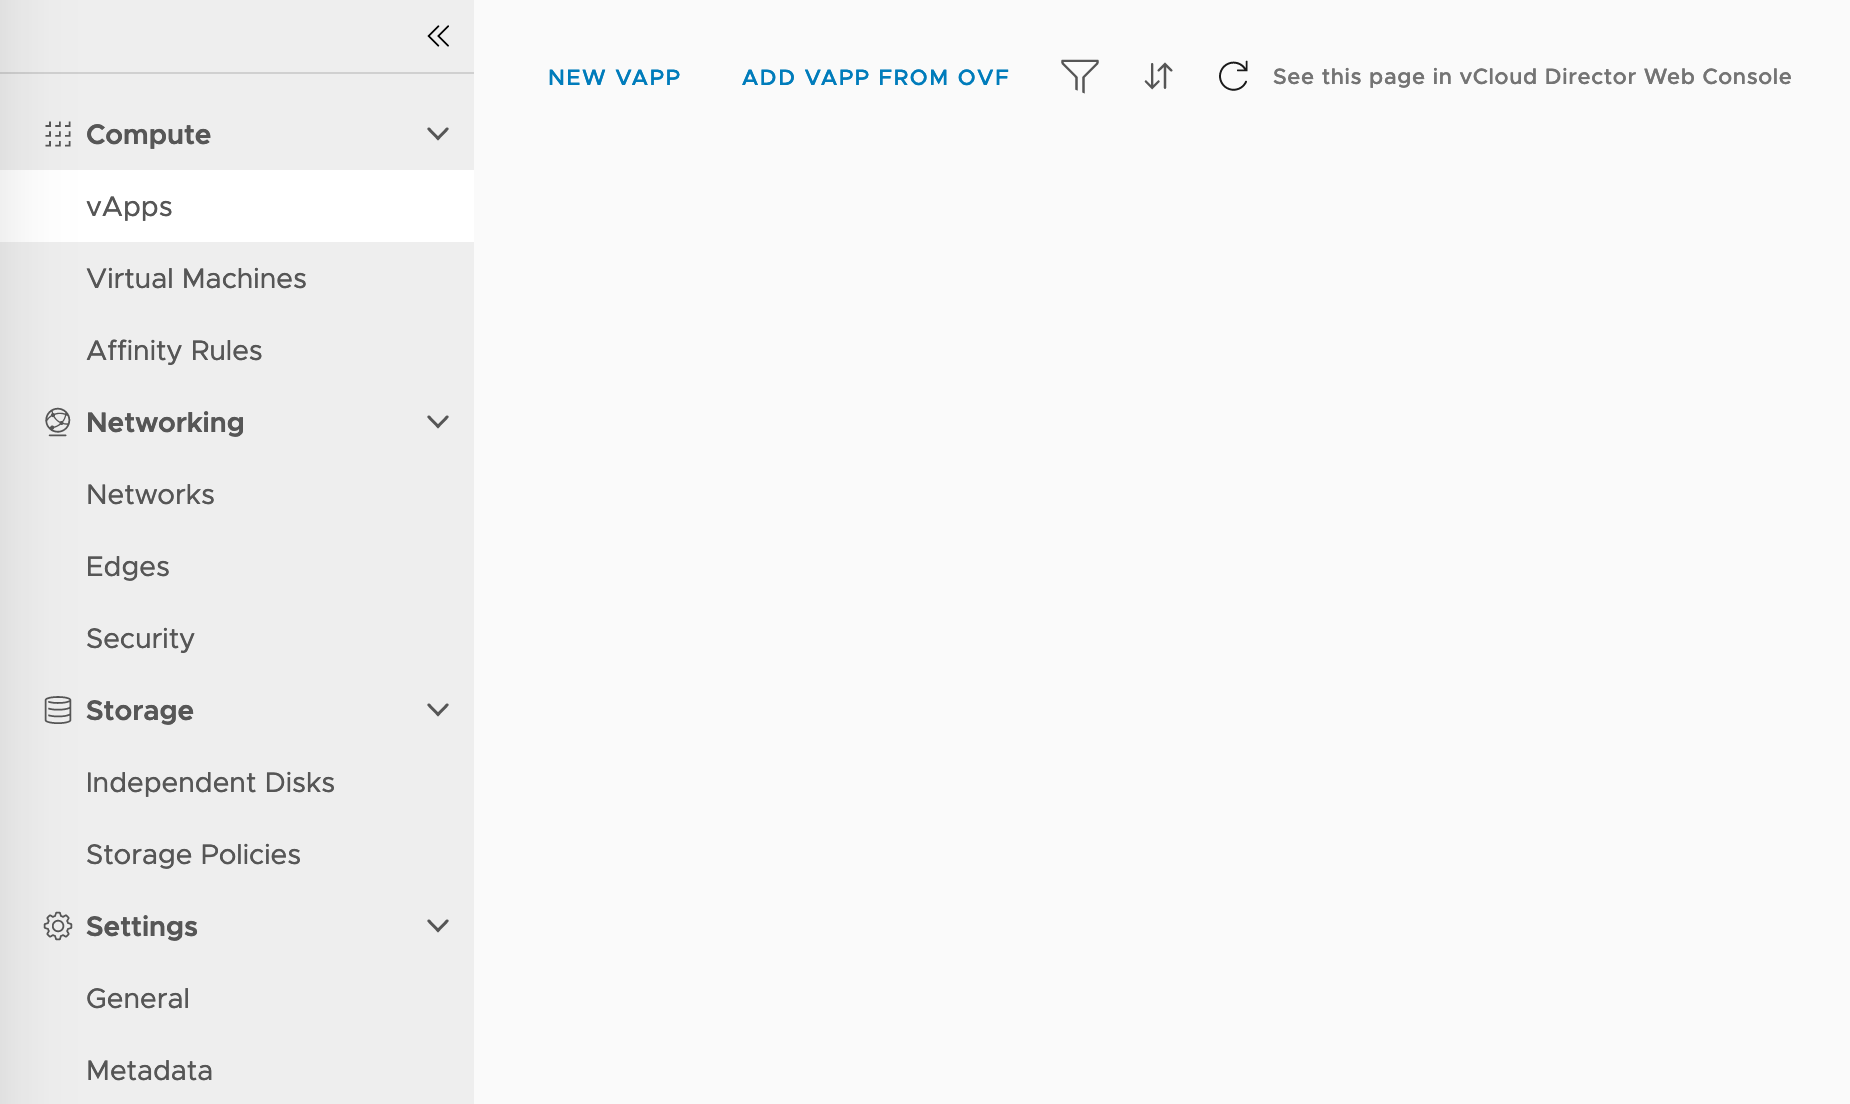 NEW VAPP ADD VAPP FROM OVF See this page in vCloud Director Web Console
Compute
vApps
Virtual Machines
Affinity Rules
Networking
Networks
Edges
Security
Storage
Independent Disks
Storage Policies
Settings
General
Metadata